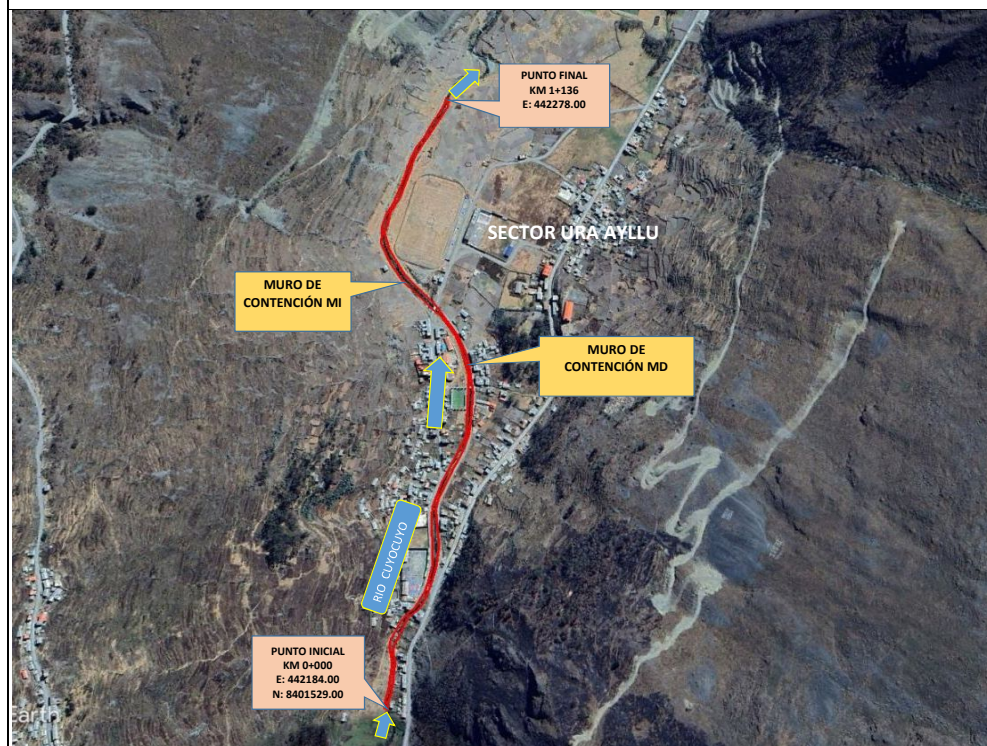 PUNTO FINAL
KM 1+136
E: 442278.00
SECTOR URA AYLLU
MURO DE
CONTENCIÓN MI
MURO DE
CONTENCIÓN MD
RIO CUYOCUYO
PUNTO INICIAL
KM 0+000
E: 442184.00
N: 8401529.00
Earth